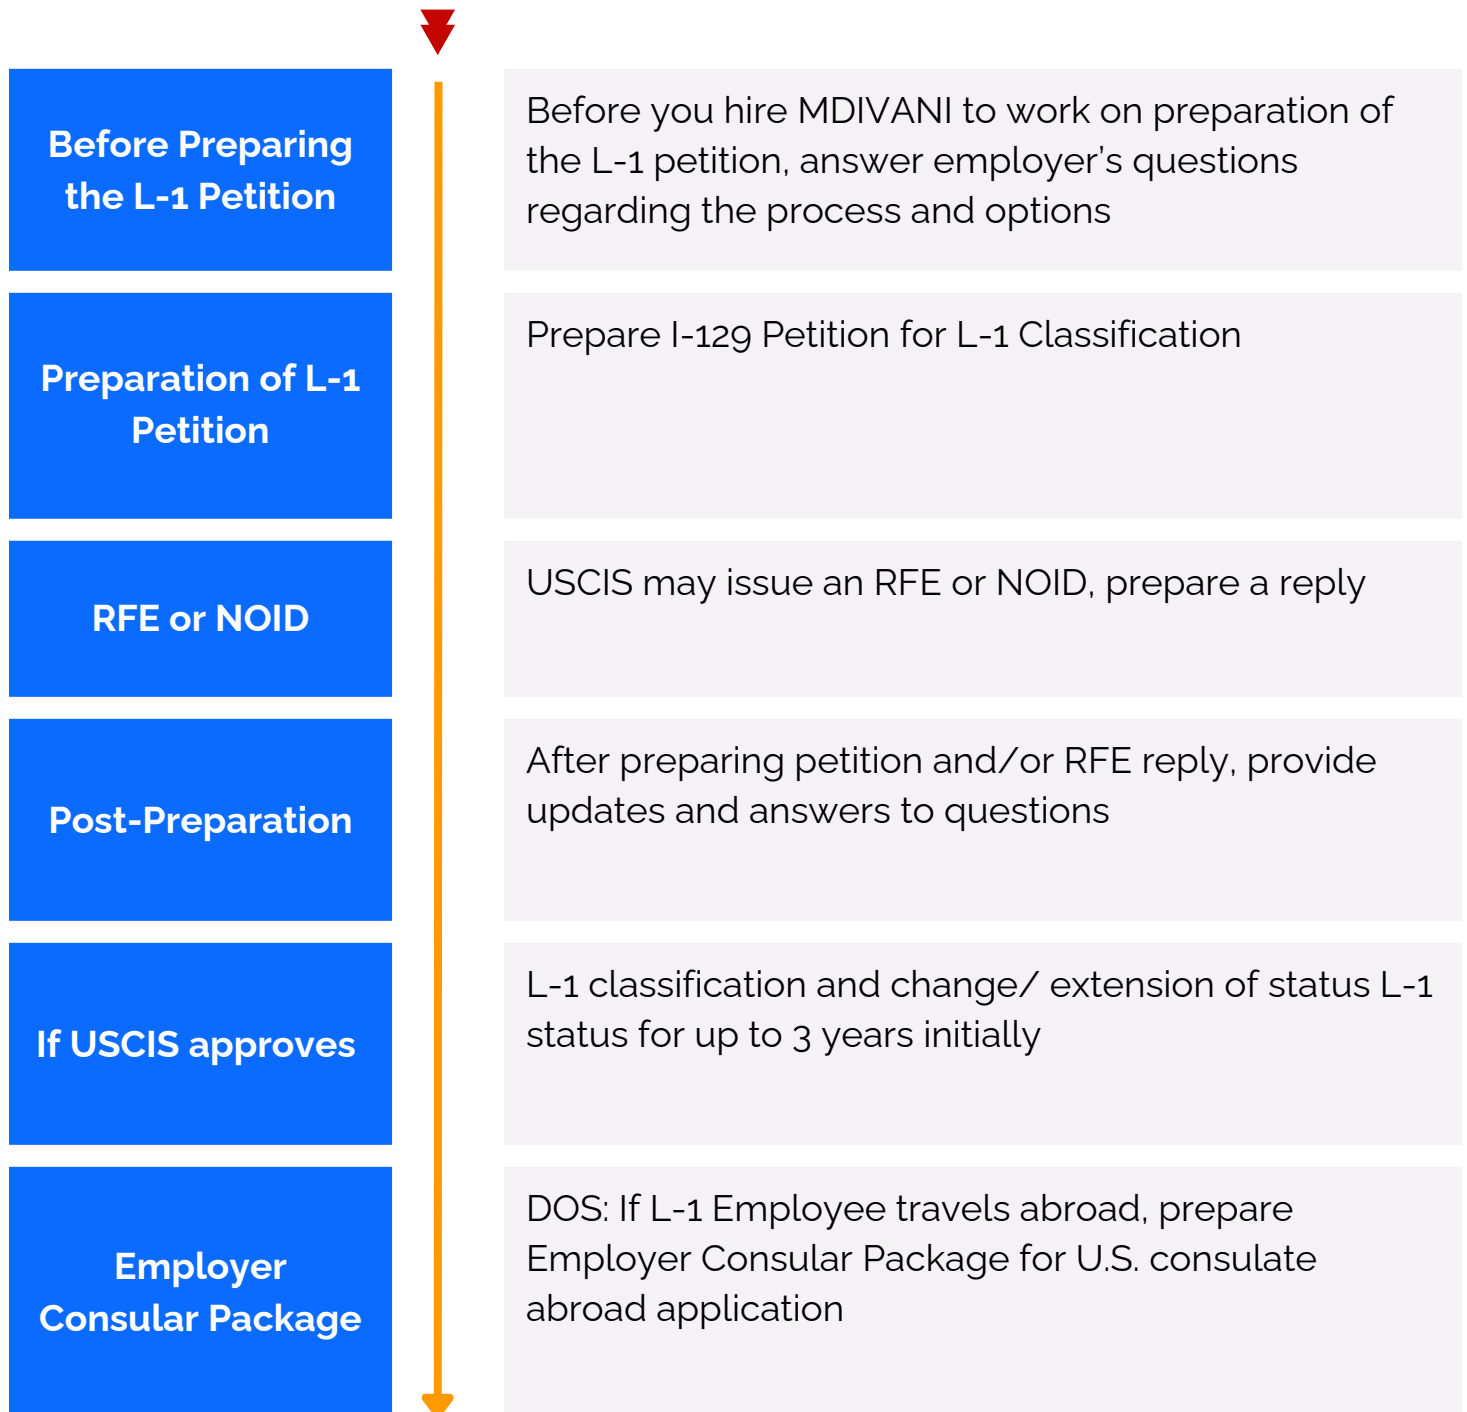 Before Preparing
the L-1 Petition
Before you hire MDIVANI to work on preparation of
the L-1 petition, answer employer’s questions
regarding the process and options
Preparation of L-1
Petition
Prepare I-129 Petition for L-1 Classification
RFE or NOID
USCIS may issue an RFE or NOID, prepare a reply
Post-Preparation
After preparing petition and/or RFE reply, provide
updates and answers to questions
If USCIS approves
L-1 classification and change/ extension of status L-1
status for up to 3 years initially
Employer
Consular Package
DOS: If L-1 Employee travels abroad, prepare
Employer Consular Package for U.S. consulate
abroad application